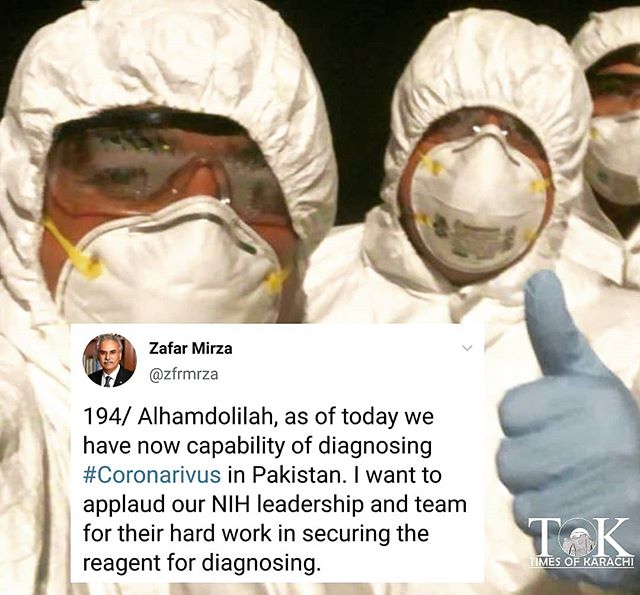 Zafar Mirza
@zfrmrza
194/ Alhamdolilah, as of today we
have now capability of diagnosing
#Coronarivus in Pakistan. I want to
applaud our NIH leadership and team
for their hard work in securing the
reagent for diagnosing.
TOK
TIMES OF KARACHI